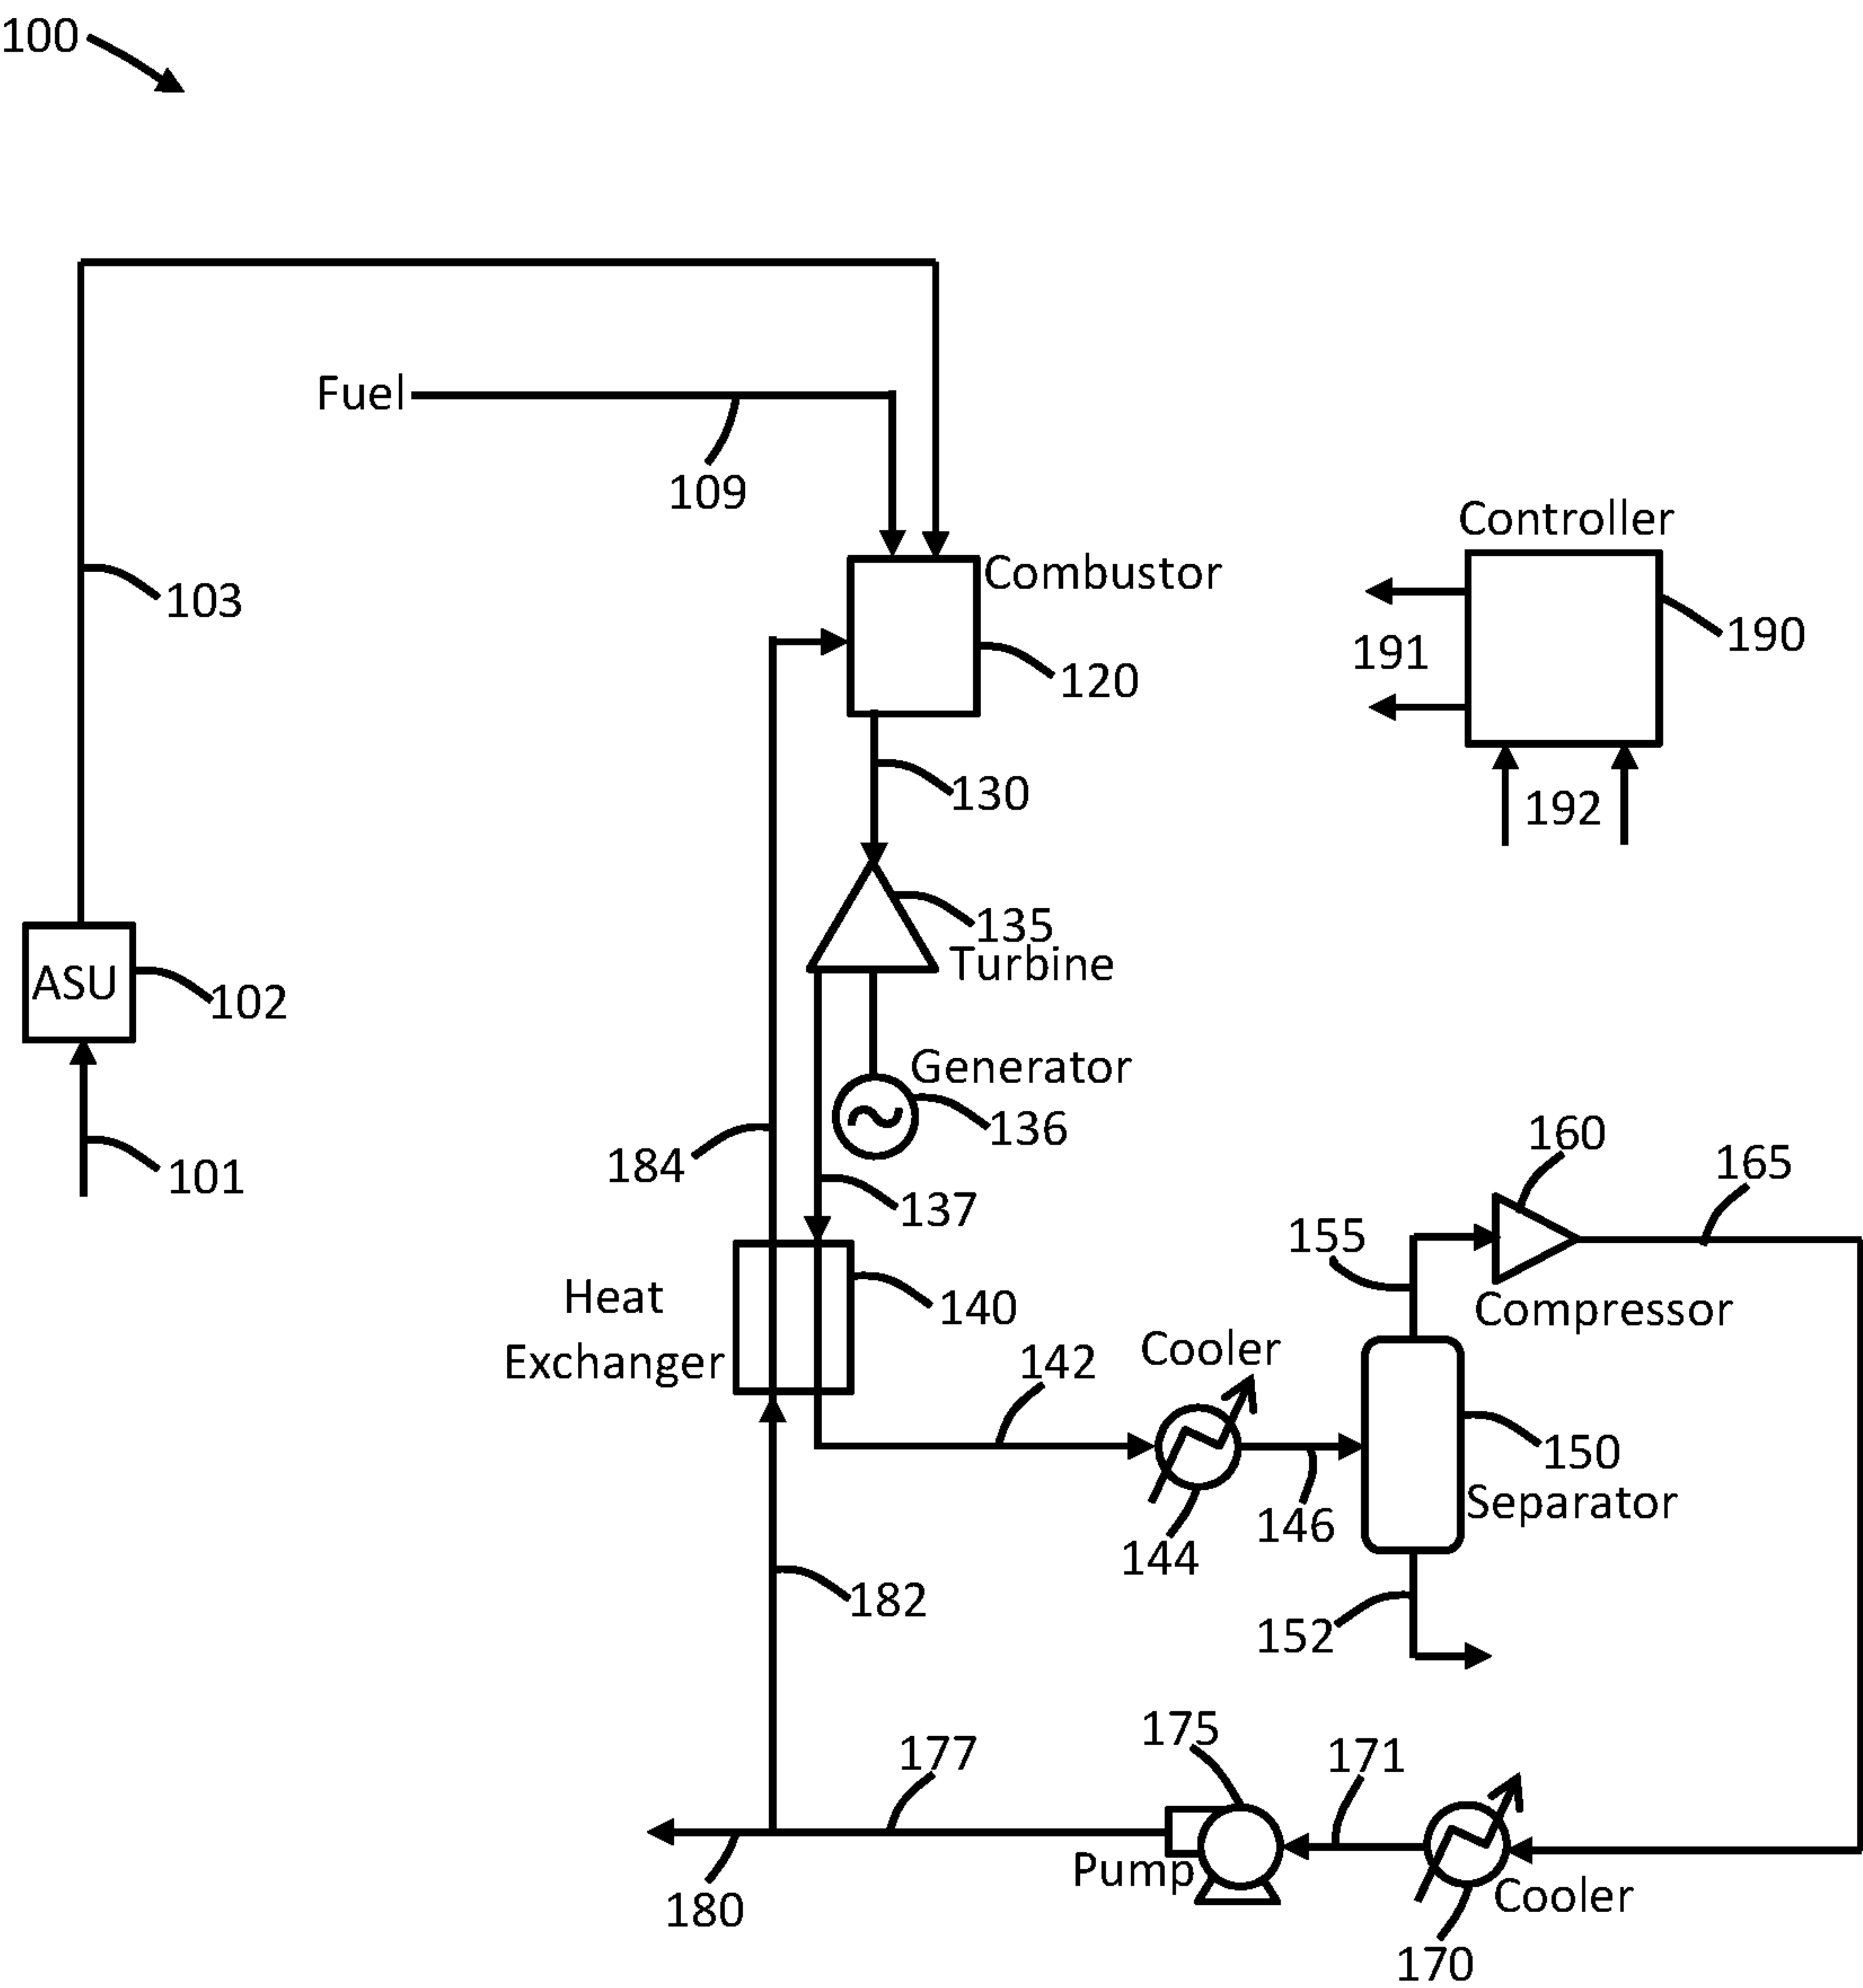 100
Fuel
109
Controller
103
Combustor
190
191
120
130
192
135
Turbine
ASU
102
Generator
136
160
184
101
137
165
155
Heat
Exchanger
140
Compressor
Cooler
142
150
Separator
146
144
182
152
175
177
171
Pump
180
Cooler
170